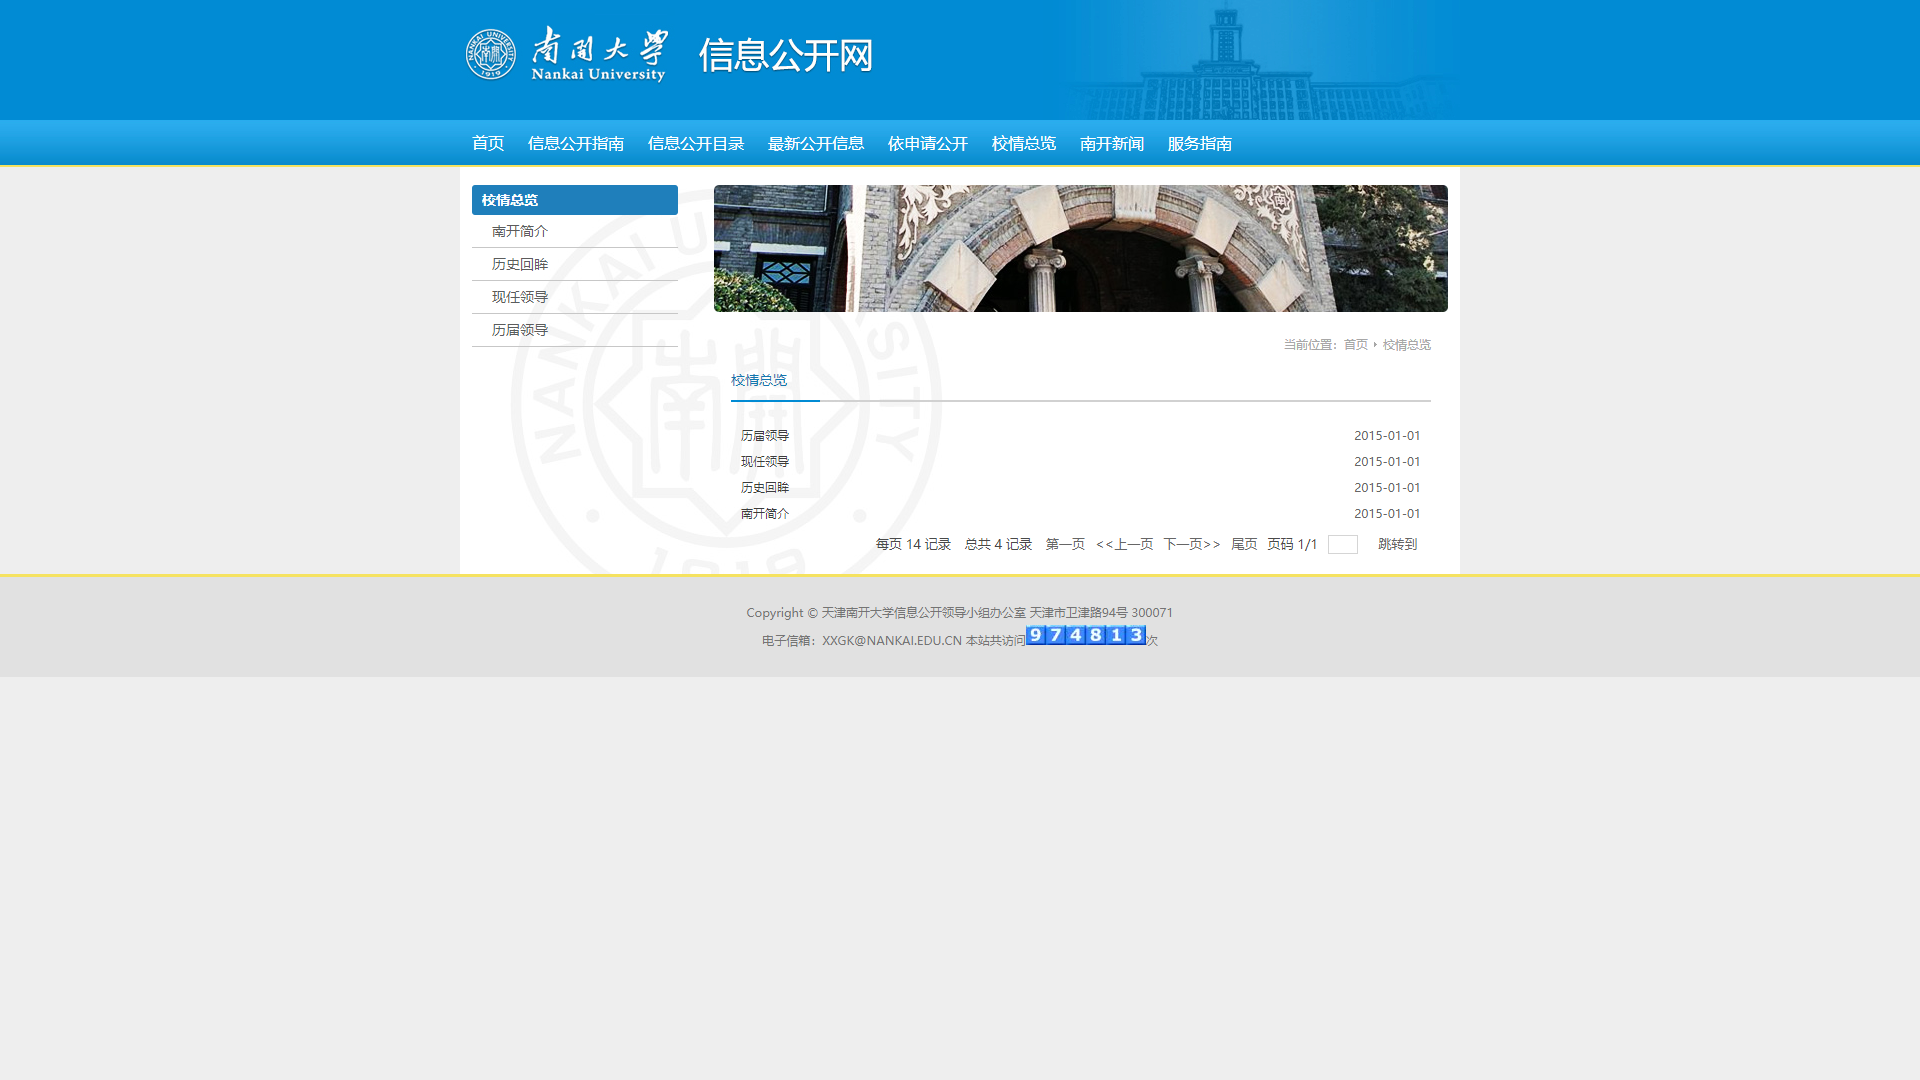 南开大学
Nankai University
NANKAI UNIVERSITY
1919
信息公开网
首页 信息公开指南 信息公开目录 最新公开信息 依申请公开 校情总览 南开新闻 服务指南
校情总览
南开简介
历史回眸
现任领导
历届领导
当前位置：首页 校情总览
校情总览
历届领导 2015-01-01
现任领导 2015-01-01
历史回眸 2015-01-01
南开简介 2015-01-01
每页 14 记录 总共 4 记录 第一页 <<上一页 下一页>> 尾页 页码 1/1 跳转到
NANKAI UNIVERSITY
南開
1919
Copyright © 天津南开大学信息公开领导小组办公室 天津市卫津路94号 300071
电子信箱：XXGK@NANKAI.EDU.CN 本站共访问974813次